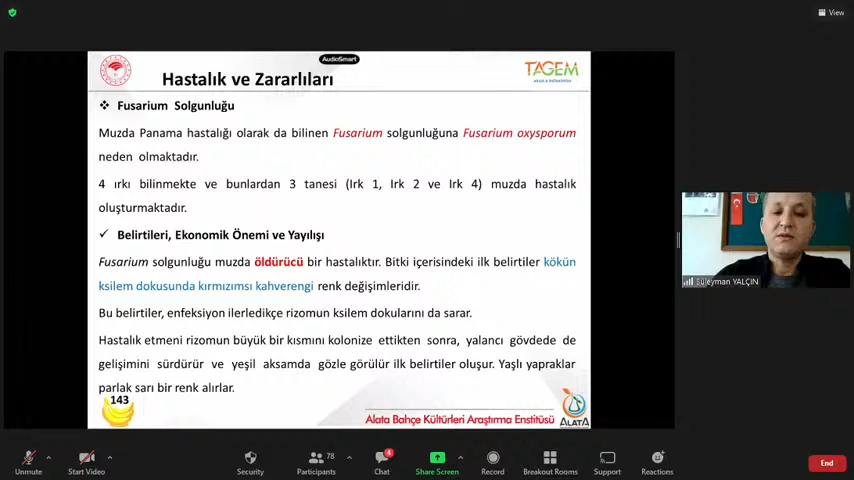 View
AudioSmart
Hastalık ve Zararlıları
TAGEM
❖ Fusarium Solgunluğu
Muzda Panama hastalığı olarak da bilinen Fusarium solgunluğuna Fusarium oxysporum
neden olmaktadır.
4 ırkı bilinmekte ve bunlardan 3 tanesi (Irk 1, Irk 2 ve Irk 4) muzda hastalık
oluşturmaktadır.
✓ Belirtileri, Ekonomik Önemi ve Yayılışı
Fusarium solgunluğu muzda öldürücü bir hastalıktır. Bitki içerisindeki ilk belirtiler kökün
ksilem dokusunda kırmızımsı kahverengi renk değişimleridir.
Bu belirtiler, enfeksiyon ilerledikçe rizomun ksilem dokularını da sarar.
Hastalık etmeni rizomun büyük bir kısmını kolonize ettikten sonra, yalancı gövdede de
gelişimini sürdürür ve yeşil aksamda gözle görülür ilk belirtiler oluşur. Yaşlı yapraklar
parlak sarı bir renk alırlar.
143
Alata Bahçe Kültürleri Araştırma Enstitüsü
ALATA
Süleyman YALÇIN
Unmute
Start Video
Security
Participants
78
Chat
4
Share Screen
Record
Breakout Rooms
Support
Reactions
End